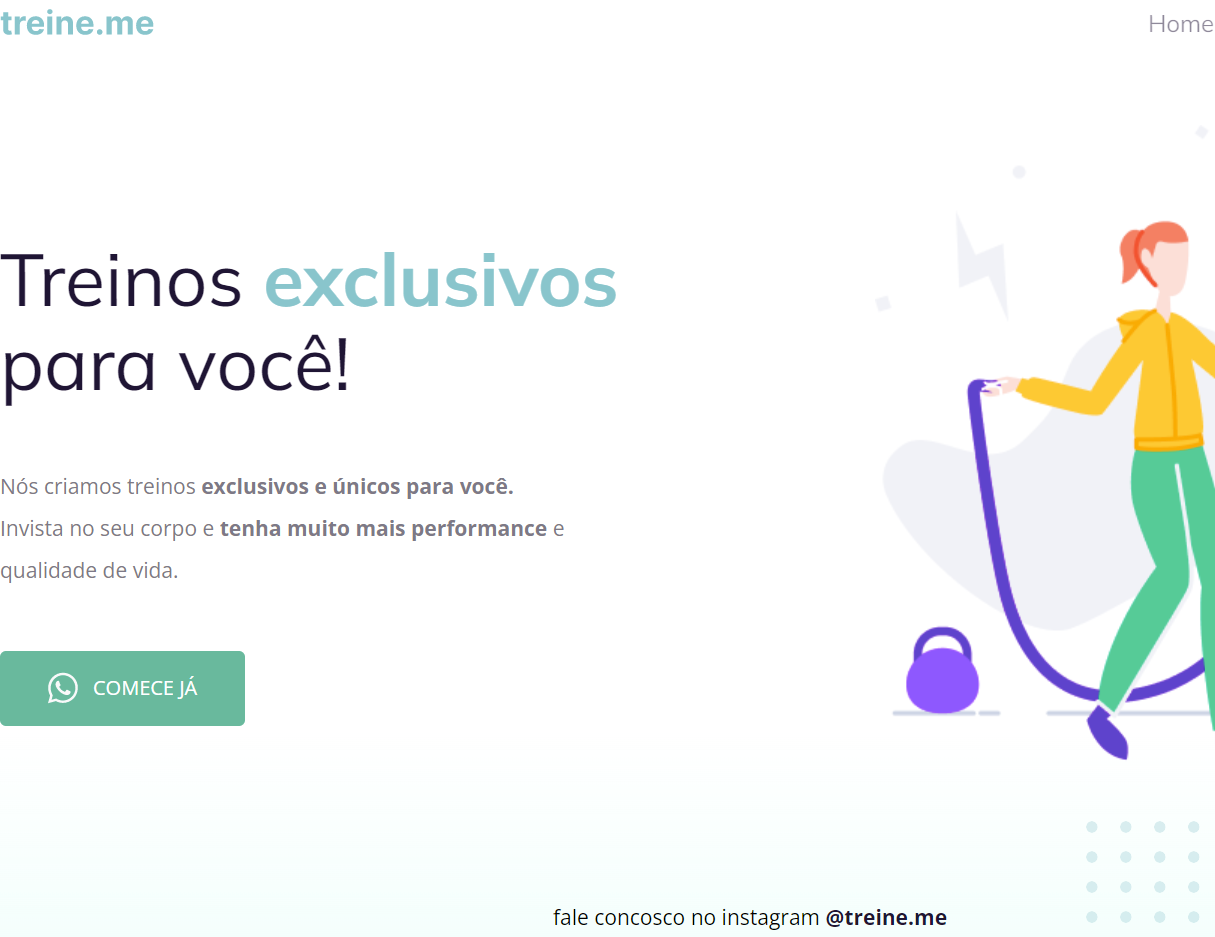 treine.me
Home
Treinos exclusivos
para você!
Nós criamos treinos exclusivos e únicos para você.
Invista no seu corpo e tenha muito mais performance e
qualidade de vida.
COMECE JÁ
fale concosco no instagram @treine.me